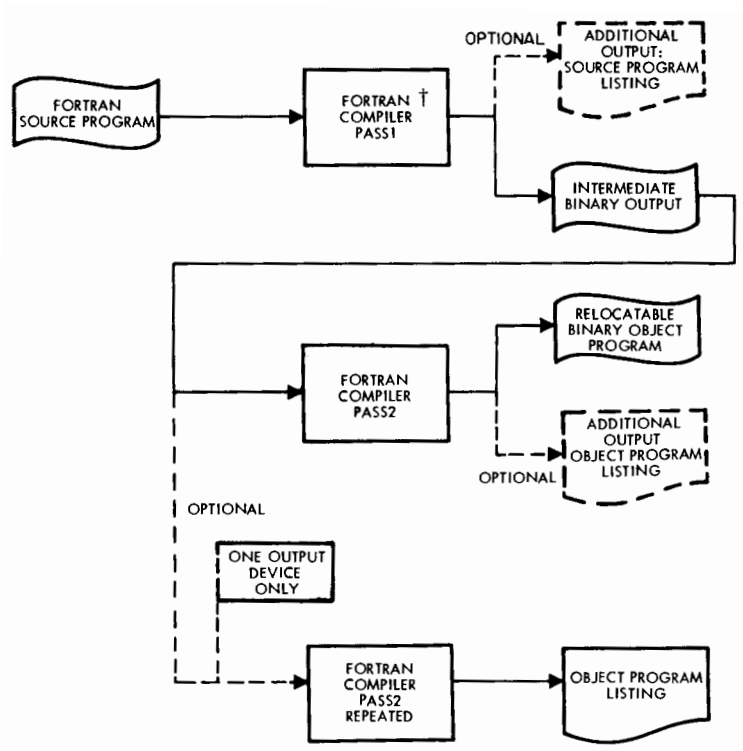 OPTIONAL
ADDITIONAL
OUTPUT:
SOURCE PROGRAM
LISTING
FORTRAN
SOURCE PROGRAM
FORTRAN †
COMPILER
PASS1
INTERMEDIATE
BINARY OUTPUT
RELOCATABLE
BINARY OBJECT
PROGRAM
FORTRAN
COMPILER
PASS2
ADDITIONAL
OUTPUT
OBJECT PROGRAM
LISTING
OPTIONAL
OPTIONAL
ONE OUTPUT
DEVICE
ONLY
FORTRAN
COMPILER
PASS2
REPEATED
OBJECT PROGRAM
LISTING